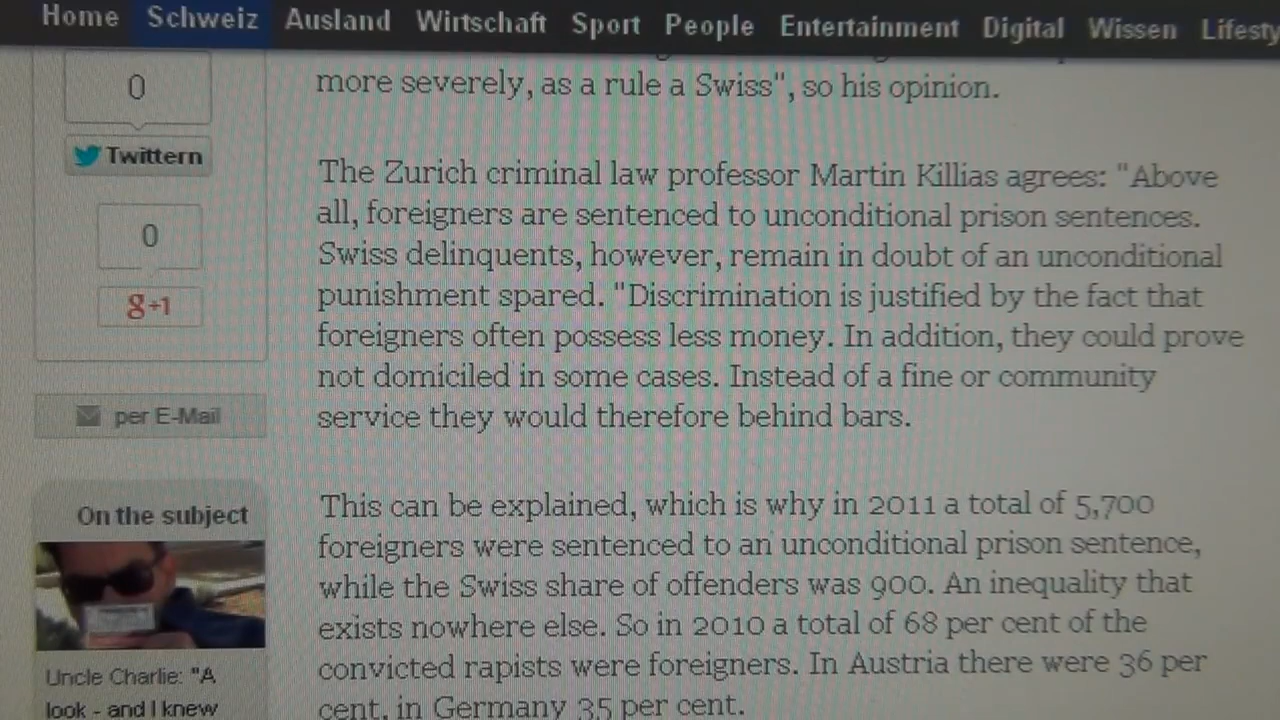 Home Schweiz Ausland Wirtschaft Sport People Entertainment Digital Wissen Lifesty
0
Twittern
0
g+1
per E-Mail
On the subject
Uncle Charlie: "A
look - and I knew
more severely, as a rule a Swiss", so his opinion.
The Zurich criminal law professor Martin Killias agrees: "Above
all, foreigners are sentenced to unconditional prison sentences.
Swiss delinquents, however, remain in doubt of an unconditional
punishment spared. "Discrimination is justified by the fact that
foreigners often possess less money. In addition, they could prove
not domiciled in some cases. Instead of a fine or community
service they would therefore behind bars.
This can be explained, which is why in 2011 a total of 5,700
foreigners were sentenced to an unconditional prison sentence,
while the Swiss share of offenders was 900. An inequality that
exists nowhere else. So in 2010 a total of 68 per cent of the
convicted rapists were foreigners. In Austria there were 36 per
cent, in Germany 35 per cent.